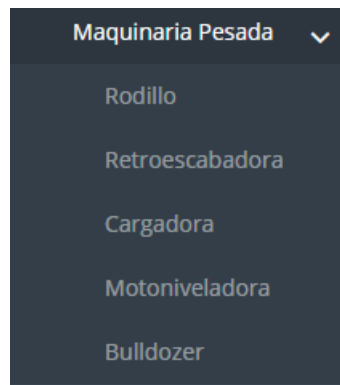 Maquinaria Pesada
Rodillo
Retroescabadora
Cargadora
Motoniveladora
Bulldozer